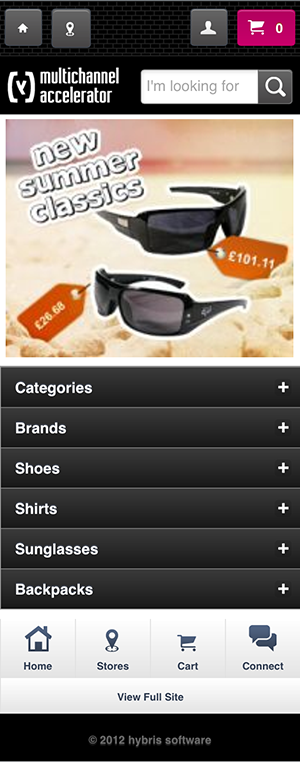 0
multichannel
accelerator
I'm looking for
new
summer
classics
£101.11
£26.68
Categories +
Brands +
Shoes +
Shirts +
Sunglasses +
Backpacks +
Home Stores Cart Connect
View Full Site
© 2012 hybris software